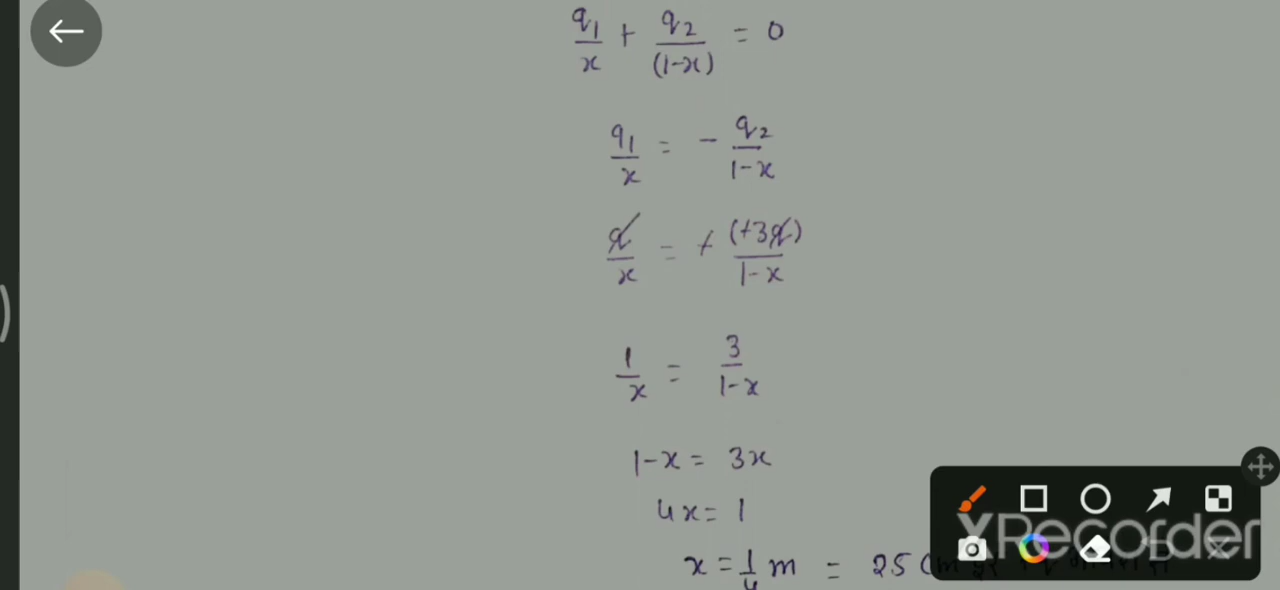 q₁/x + q₂/(1-x) = 0
q₁/x = - q₂/1-x
q/x = + (+3q)/1-x
1/x = 3/1-x
1-x = 3x
4x = 1
x = 1/4 m = 25 cm
XRecorder